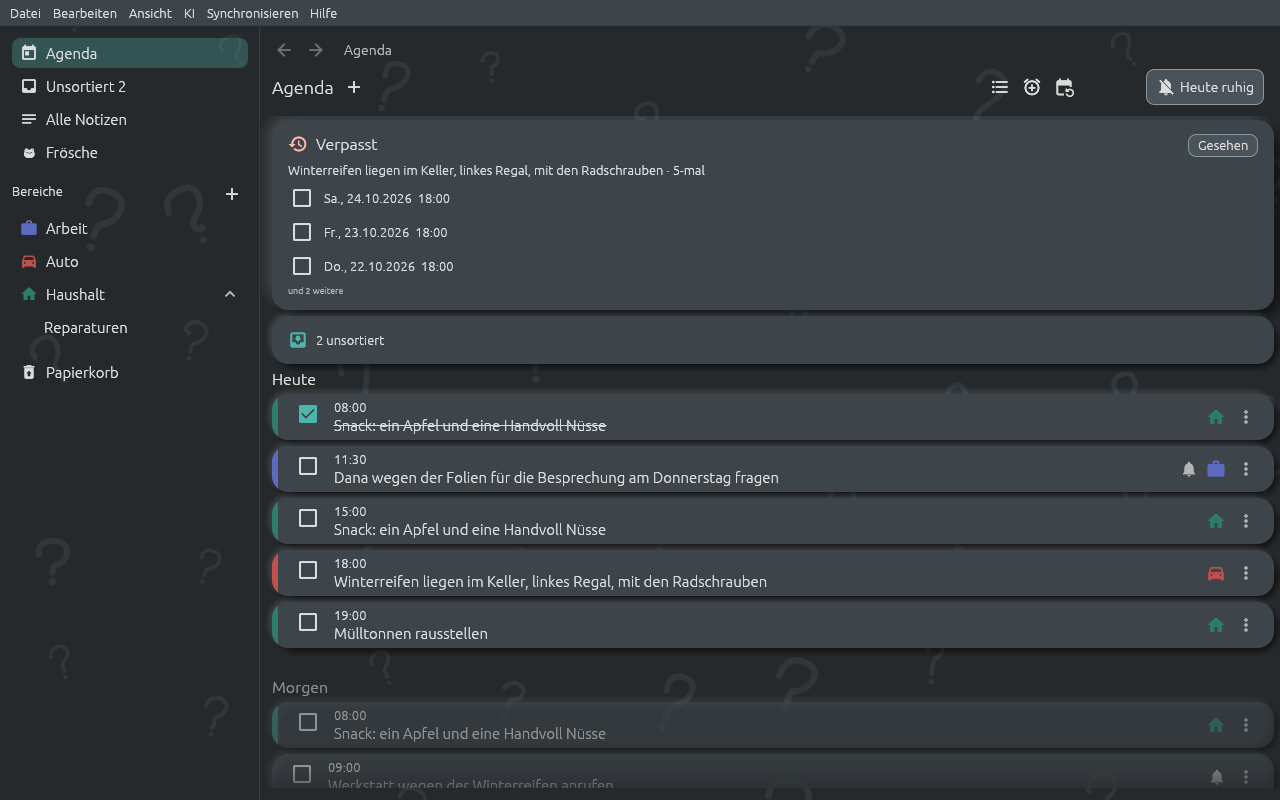 Datei Bearbeiten Ansicht KI Synchronisieren Hilfe
Agenda
Unsortiert 2
Alle Notizen
Frösche
Bereiche
Arbeit
Auto
Haushalt
Reparaturen
Papierkorb
Agenda
Agenda
Heute ruhig
Verpasst
Gesehen
Winterreifen liegen im Keller, linkes Regal, mit den Radschrauben · 5-mal
Sa., 24.10.2026 18:00
Fr., 23.10.2026 18:00
Do., 22.10.2026 18:00
und 2 weitere
2 unsortiert
Heute
08:00
Snack: ein Apfel und eine Handvoll Nüsse
11:30
Dana wegen der Folien für die Besprechung am Donnerstag fragen
15:00
Snack: ein Apfel und eine Handvoll Nüsse
18:00
Winterreifen liegen im Keller, linkes Regal, mit den Radschrauben
19:00
Mülltonnen rausstellen
Morgen
08:00
Snack: ein Apfel und eine Handvoll Nüsse
09:00
Werkstatt wegen der Winterreifen anrufen